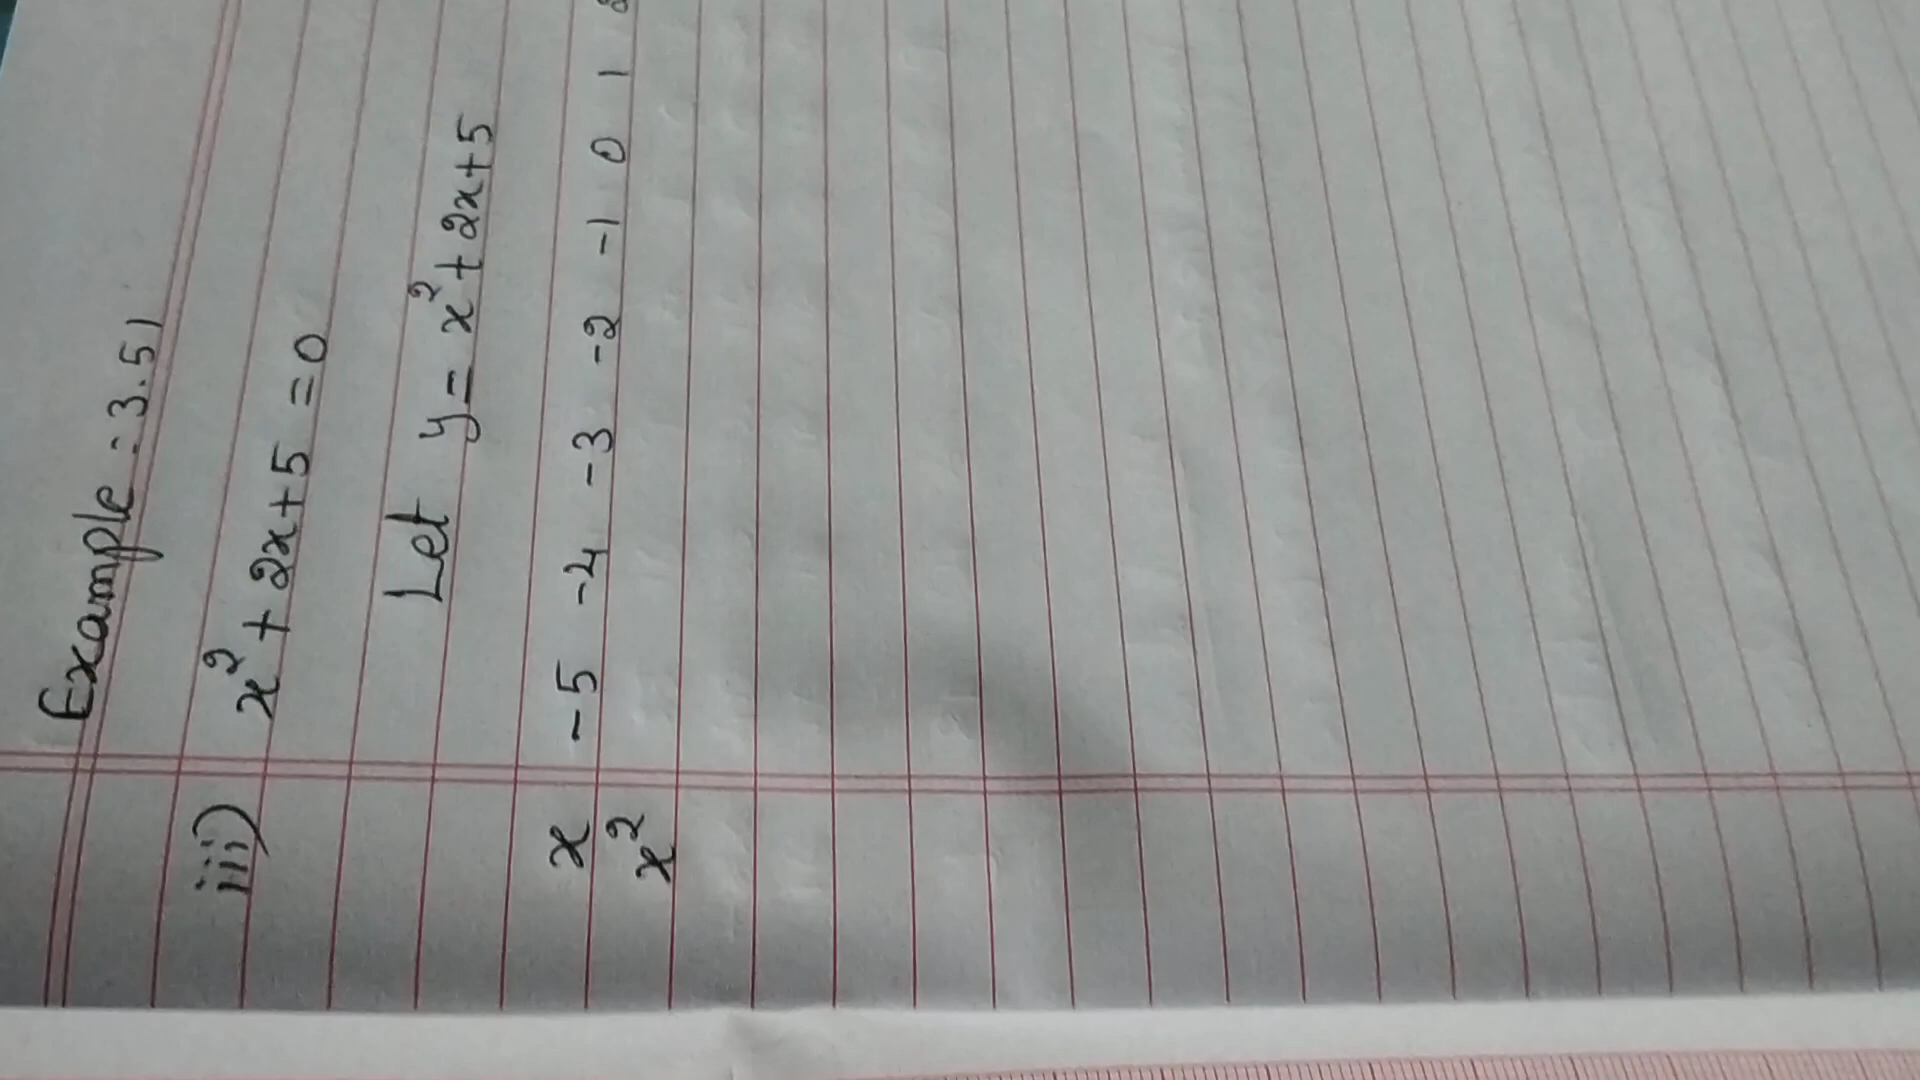 Example : 3.51
iii) x² + 2x + 5 = 0
Let y = x² + 2x + 5
x -5 -4 -3 -2 -1 0 1
x²